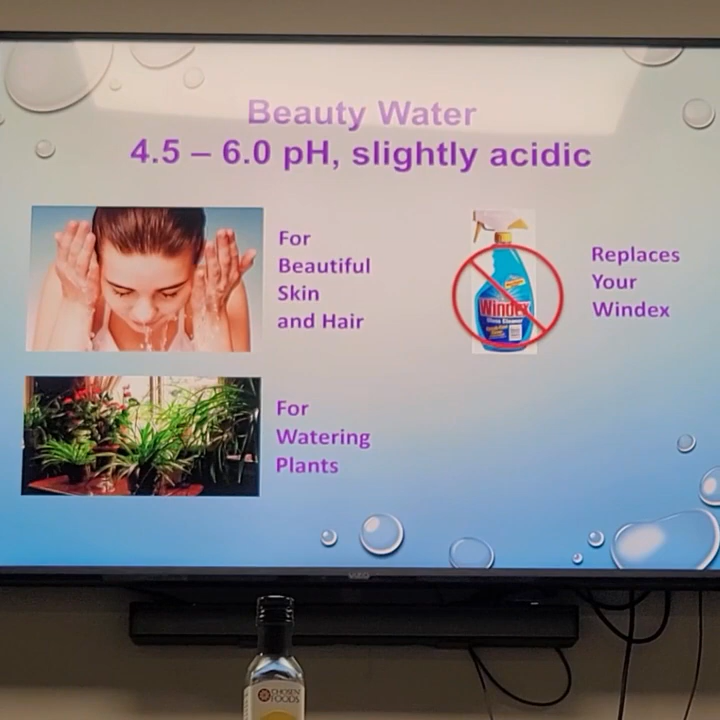 Beauty Water
4.5 – 6.0 pH, slightly acidic
For
Beautiful
Skin
and Hair
Windex
Replaces
Your
Windex
For
Watering
Plants
VIZIO
CHOSEN
FOODS